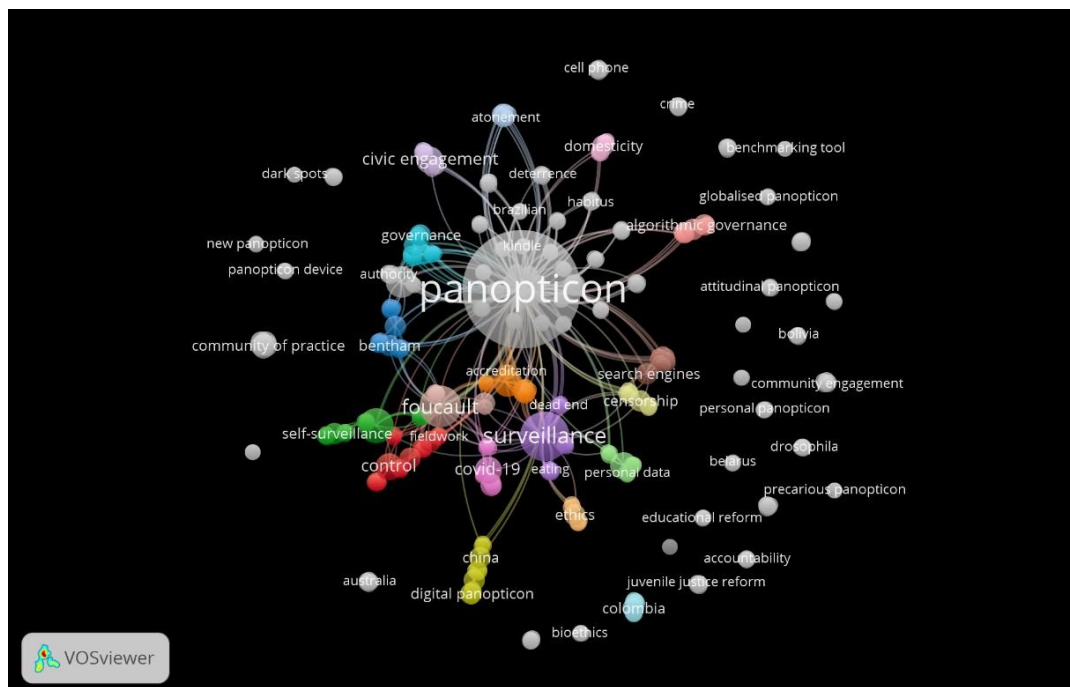 cell phone
crime
atonement
domesticity
benchmarking tool
civic engagement
deterrence
dark spots
globalised panopticon
habitus
brazilian
algorithmic governance
governance
new panopticon
kindle
panopticon device
authority
panopticon
attitudinal panopticon
bolivia
community of practice
bentham
accreditation
search engines
community engagement
censorship
dead end
foucault
personal panopticon
self-surveillance
fieldwork
surveillance
drosophila
control
covid-19
eating
personal data
belarus
precarious panopticon
ethics
educational reform
china
accountability
australia
juvenile justice reform
digital panopticon
colombia
bioethics
VOSviewer